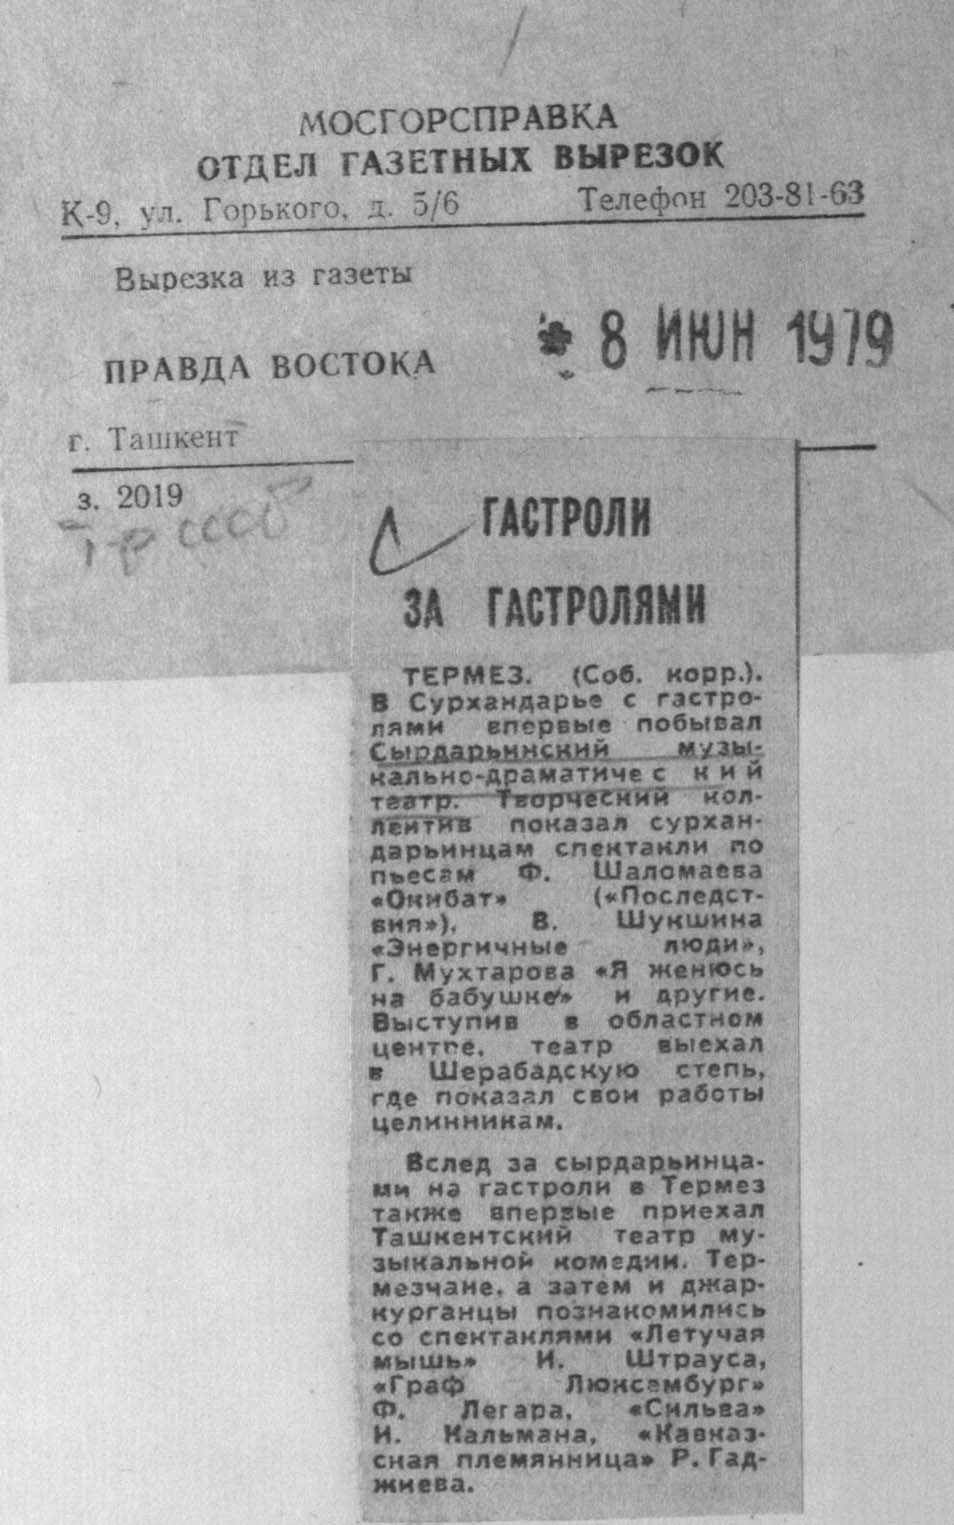 МОСГОРСПРАВКА
ОТДЕЛ ГАЗЕТНЫХ ВЫРЕЗОК
К-9, ул. Горького, д. 5/6 Телефон 203-81-63
Вырезка из газеты
ПРАВДА ВОСТОКА
8 ИЮН 1979
г. Ташкент
з. 2019
ГАСТРОЛИ
ЗА ГАСТРОЛЯМИ
ТЕРМЕЗ. (Соб. корр.).
В Сурхандарье с гастро-
лями впервые побывал
Сырдарьинский музы-
кально-драматический
театр. Творческий кол-
лектив показал сурхан-
дарьинцам спектакли по
пьесам Ф. Шаломаева
«Окибат» («Последст-
вия»), В. Шукшина
«Энергичные люди»,
Г. Мухтарова «Я женюсь
на бабушке» и другие.
Выступив в областном
центре, театр выехал
в Шерабадскую степь,
где показал свои работы
целинникам.
Вслед за сырдарьинца-
ми на гастроли в Термез
также впервые приехал
Ташкентский театр му-
зыкальной комедии. Тер-
мезчане, а затем и джар-
курганцы познакомились
со спектаклями «Летучая
мышь» И. Штрауса,
«Граф Люксембург»
Ф. Легара, «Сильва»
И. Кальмана, «Кавказ-
ская племянница» Р. Гад-
жиева.